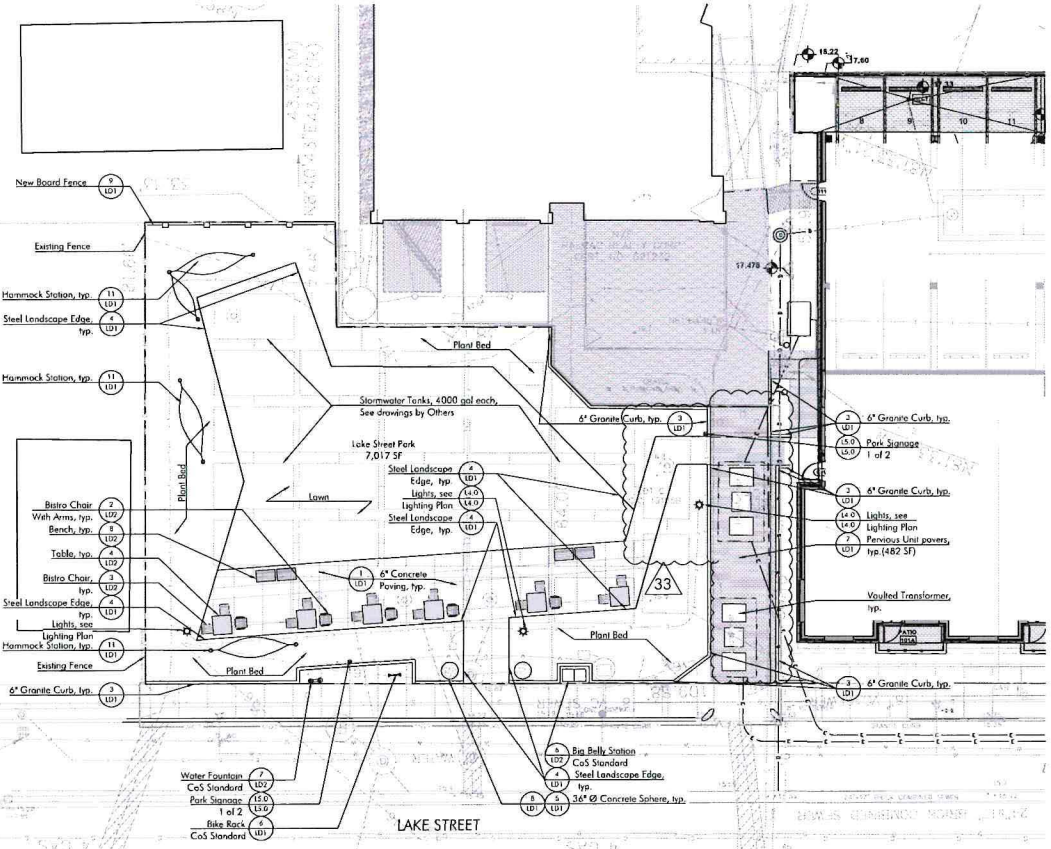 18.22
17.60
8
9
10
11
New Board Fence
9
LD1
Existing Fence
17.478
Hammock Station, typ.
11
LD1
Steel Landscape Edge,
typ.
4
LD1
Plant Bed
Hammock Station, typ.
11
LD1
Stormwater Tanks, 4000 gal each,
See drawings by Others
6" Granite Curb, typ.
3
LD1
3
LD1
6" Granite Curb, typ.
L5.0
L5.0
Park Signage
1 of 2
Lake Street Park
7,017 SF
Plant Bed
Lawn
Steel Landscape
Edge, typ.
4
LD1
Lights, see
Lighting Plan
L4.0
L4.0
Steel Landscape
Edge, typ.
4
LD1
3
LD1
6" Granite Curb, typ.
L4.0
L4.0
Lights, see
Lighting Plan
7
LD1
Pervious Unit pavers,
typ.(482 SF)
Bistro Chair
With Arms, typ.
2
LD2
Bench, typ.
8
LD2
Table, typ.
4
LD2
Bistro Chair,
typ.
3
LD2
Steel Landscape Edge,
typ.
4
LD1
Lights, see
Lighting Plan
Hammock Station, typ.
11
LD1
Existing Fence
6" Granite Curb, typ.
3
LD1
1
LD1
6" Concrete
Paving, typ.
33
Vaulted Transformer,
typ.
Plant Bed
Plant Bed
PATIO
101A
3
LD1
6" Granite Curb, typ.
Water Fountain
CoS Standard
7
LD2
Park Signage
1 of 2
L5.0
L5.0
Bike Rack
CoS Standard
6
LD1
6
LD2
Big Belly Station
CoS Standard
4
LD1
Steel Landscape Edge,
typ.
8
LD1
5
LD1
36" Ø Concrete Sphere, typ.
LAKE STREET